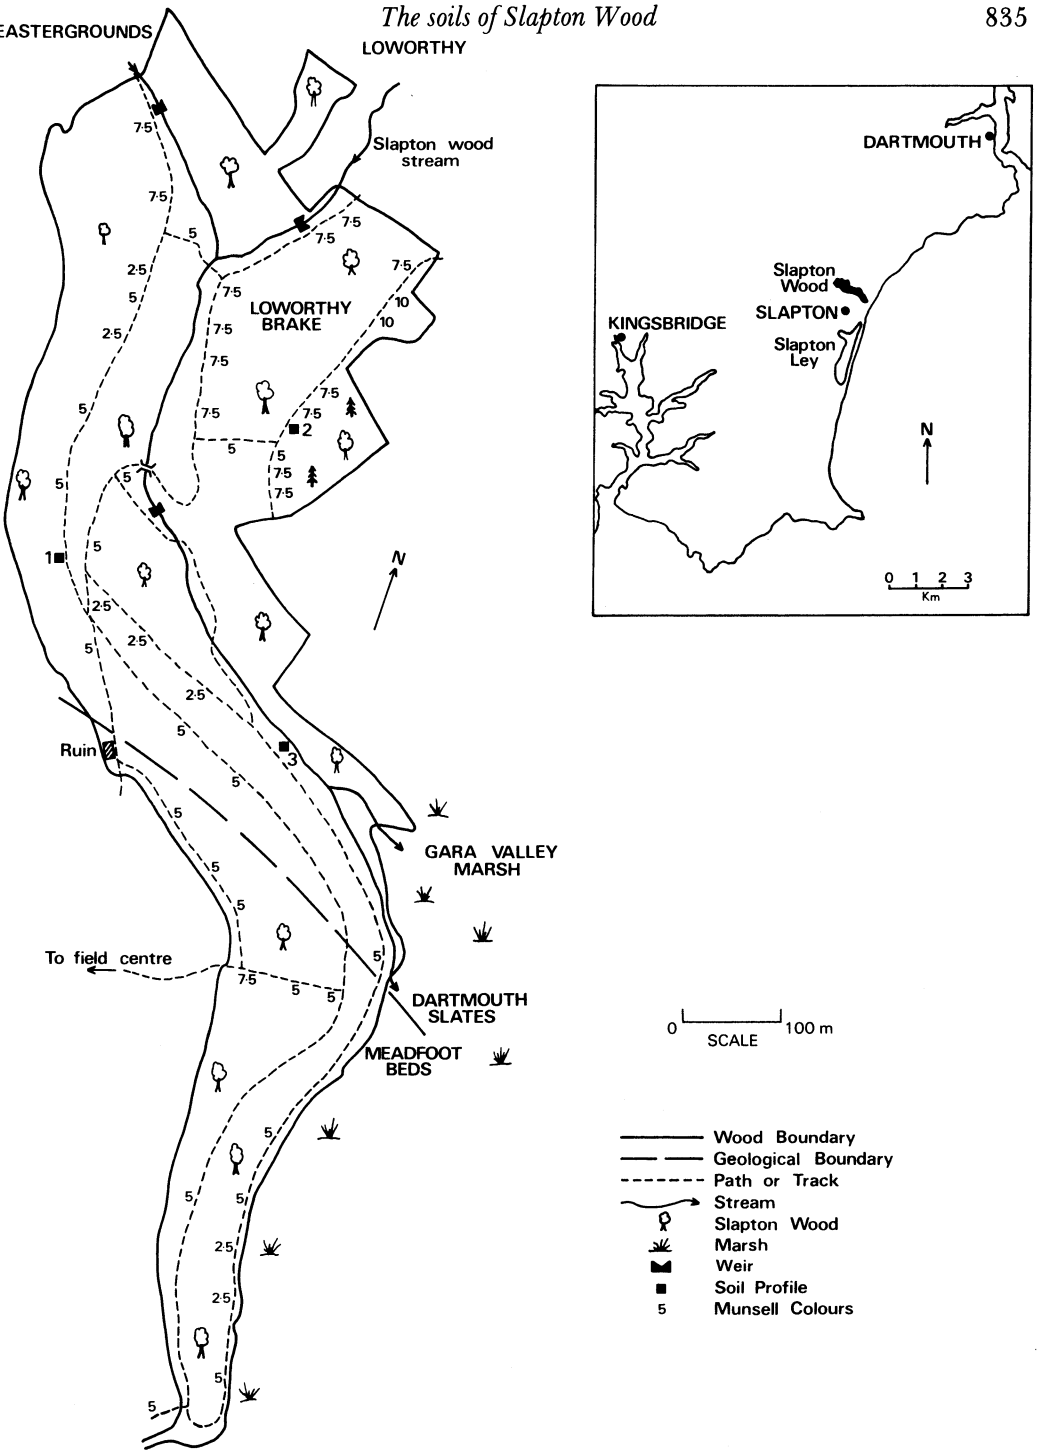 The soils of Slapton Wood
835
EASTERGROUNDS
LOWORTHY
Slapton wood
stream
7·5
7·5
5
7·5
7·5
2·5
5
2·5
7·5
LOWORTHY
BRAKE
7·5
10
10
7·5
7·5
5
7·5
7·5
7·5
2
5
5
7·5
7·5
5
5
1
5
N
2·5
2·5
5
2·5
5
Ruin
3
5
5
5
5
GARA VALLEY
MARSH
To field centre
7·5
5
5
5
DARTMOUTH
SLATES
MEADFOOT
BEDS
5
5
5
2·5
2·5
5
5
DARTMOUTH
Slapton
Wood
SLAPTON
KINGSBRIDGE
Slapton
Ley
N
0 1 2 3
Km
0 100 m
SCALE
Wood Boundary
Geological Boundary
Path or Track
Stream
Slapton Wood
Marsh
Weir
Soil Profile
5 Munsell Colours